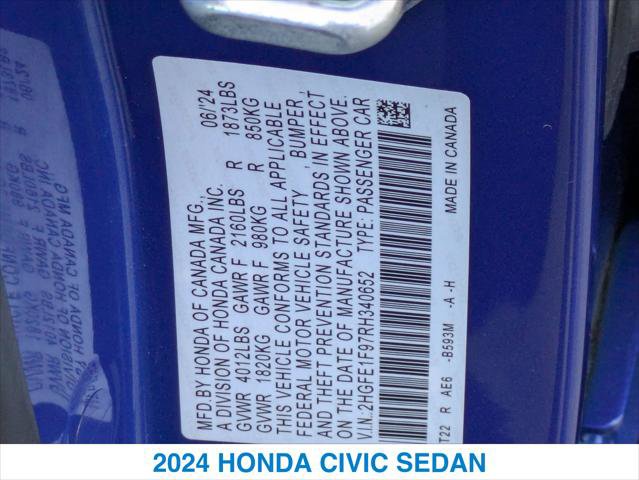 MFD BY HONDA OF CANADA MFG., 06/'24
A DIVISION OF HONDA CANADA INC.
GVWR 4012LBS GAWR F 2160LBS R 1873LBS
GVWR 1820KG GAWR F 980KG R 850KG
THIS VEHICLE CONFORMS TO ALL APPLICABLE
FEDERAL MOTOR VEHICLE SAFETY , BUMPER ,
AND THEFT PREVENTION STANDARDS IN EFFECT
ON THE DATE OF MANUFACTURE SHOWN ABOVE.
V.I.N.:2HGFE1F97RH340652 TYPE: PASSENGER CAR
T22 R AE6 -B593M -A -H MADE IN CANADA
2024 HONDA CIVIC SEDAN